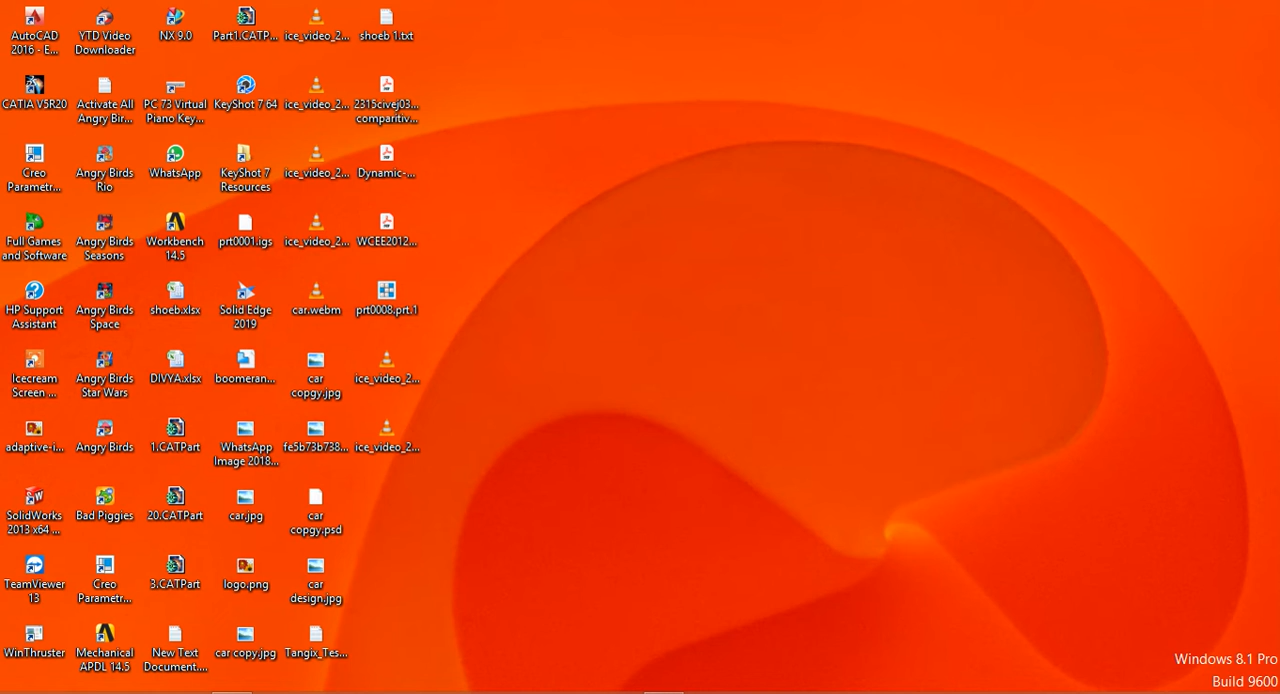 AutoCAD
2016 - E...
YTD Video
Downloader
NX 9.0
Part1.CATP...
ice_video_2...
shoeb 1.txt
CATIA V5R20
Activate All
Angry Bir...
PC 73 Virtual
Piano Key...
KeyShot 7 64
ice_video_2...
2315civej03...
comparitiv...
Creo
Parametr...
Angry Birds
Rio
WhatsApp
KeyShot 7
Resources
ice_video_2...
Dynamic-...
Full Games
and Software
Angry Birds
Seasons
Workbench
14.5
prt0001.igs
ice_video_2...
WCEE2012...
HP Support
Assistant
Angry Birds
Space
shoeb.xlsx
Solid Edge
2019
car.webm
prt0008.prt.1
Icecream
Screen ...
Angry Birds
Star Wars
DIVYA.xlsx
boomeran...
car
copgy.jpg
ice_video_2...
adaptive-i...
Angry Birds
1.CATPart
WhatsApp
Image 2018...
fe5b73b738...
ice_video_2...
SolidWorks
2013 x64 ...
Bad Piggies
20.CATPart
car.jpg
car
copgy.psd
TeamViewer
13
Creo
Parametr...
3.CATPart
logo.png
car
design.jpg
WinThruster
Mechanical
APDL 14.5
New Text
Document....
car copy.jpg
Tangix_Tes...
Windows 8.1 Pro
Build 9600